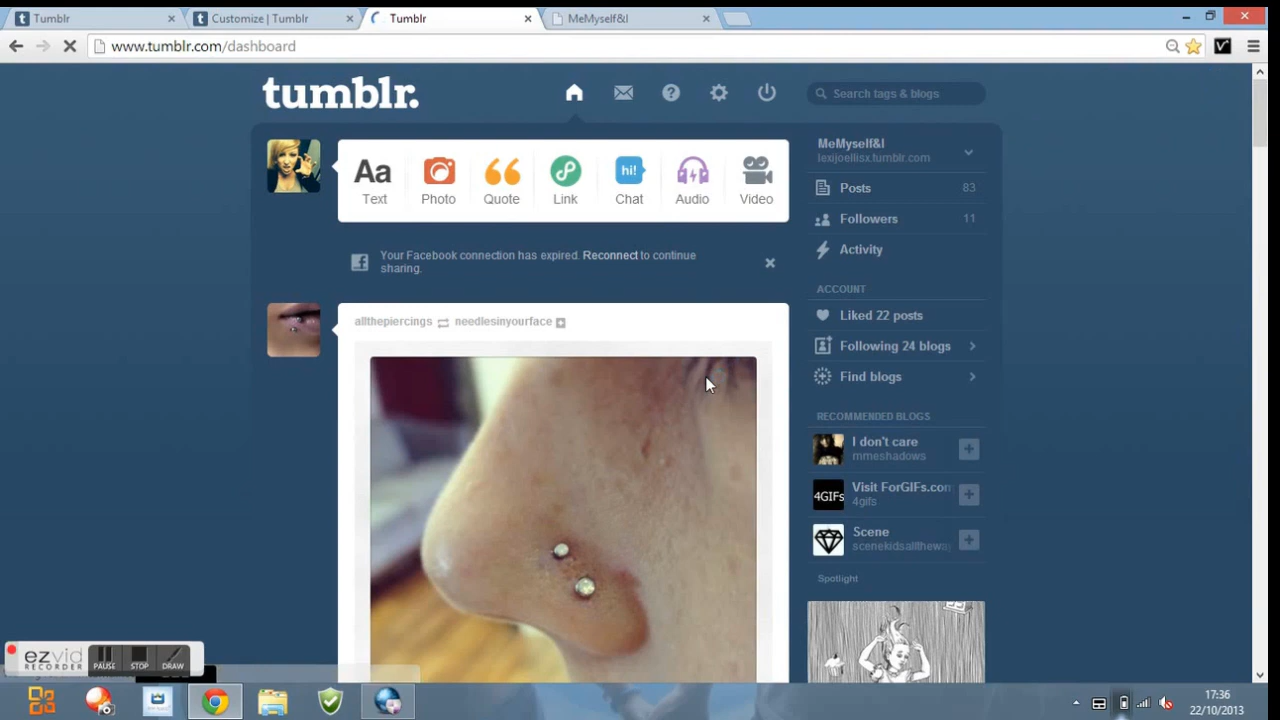 Tumblr
Customize | Tumblr
Tumblr
MeMyself&I
www.tumblr.com/dashboard
tumblr.
Search tags & blogs
Aa
hi!
Text
Photo
Quote
Link
Chat
Audio
Video
MeMyself&I
lexijoellisx.tumblr.com
Posts 83
Followers 11
Activity
Your Facebook connection has expired. Reconnect to continue
sharing.
ACCOUNT
Liked 22 posts
Following 24 blogs
Find blogs
allthepiercings needlesinyourface
RECOMMENDED BLOGS
I don't care
mmeshadows
4GIFs
Visit ForGIFs.com
4gifs
Scene
scenekidsalltheway
Spotlight
ezvid
RECORDER
PAUSE
STOP
DRAW
17:36
22/10/2013